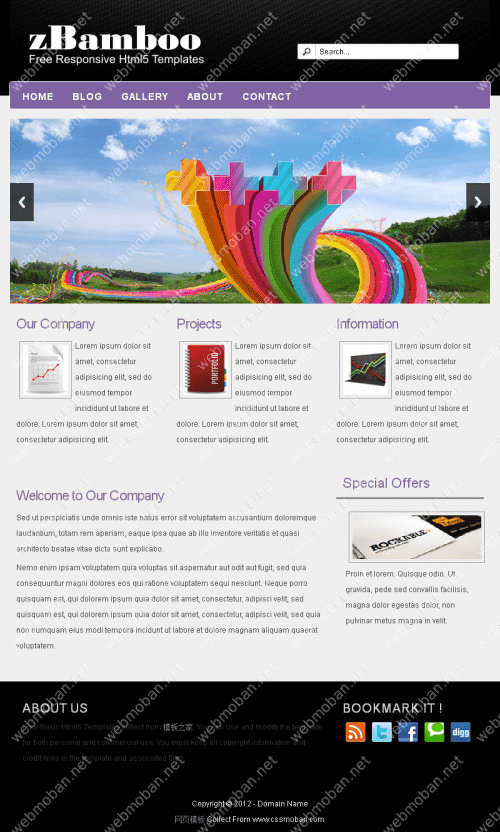 zBamboo
Free Responsive Html5 Templates
Search...
HOME BLOG GALLERY ABOUT CONTACT
Our Company
Lorem ipsum dolor sit
amet, consectetur
adipisicing elit, sed do
eiusmod tempor
incididunt ut labore et
dolore. Lorem ipsum dolor sit amet,
consectetur adipisicing elit.
Projects
PORTFOLIO
Lorem ipsum dolor sit
amet, consectetur
adipisicing elit, sed do
eiusmod tempor
incididunt ut labore et
dolore. Lorem ipsum dolor sit amet,
consectetur adipisicing elit.
Information
Lorem ipsum dolor sit
amet, consectetur
adipisicing elit, sed do
eiusmod tempor
incididunt ut labore et
dolore. Lorem ipsum dolor sit amet,
consectetur adipisicing elit.
Welcome to Our Company
Sed ut perspiciatis unde omnis iste natus error sit voluptatem accusantium doloremque
laudantium, totam rem aperiam, eaque ipsa quae ab illo inventore veritatis et quasi
architecto beatae vitae dicta sunt explicabo.
Nemo enim ipsam voluptatem quia voluptas sit aspernatur aut odit aut fugit, sed quia
consequuntur magni dolores eos qui ratione voluptatem sequi nesciunt. Neque porro
quisquam est, qui dolorem ipsum quia dolor sit amet, consectetur, adipisci velit, sed
quisquam est, qui dolorem ipsum quia dolor sit amet, consectetur, adipisci velit, sed quia
non numquam eius modi tempora incidunt ut labore et dolore magnam aliquam quaerat
voluptatem.
Special Offers
ROCKABLE
Proin et lorem. Quisque odio. Ut
gravida, pede sed convallis facilisis,
magna dolor egestas dolor, non
pulvinar metus magna in velit.
ABOUT US
Free Basic Html5 Template Collect from 模板之家. You can use and modify the template
for both personal and commercial use. You must keep all copyright information and
credit links in the template and associated files.
BOOKMARK IT !
digg
Copyright © 2012 - Domain Name
网页模板 Collect From www.cssmoban.com
webmoban.net